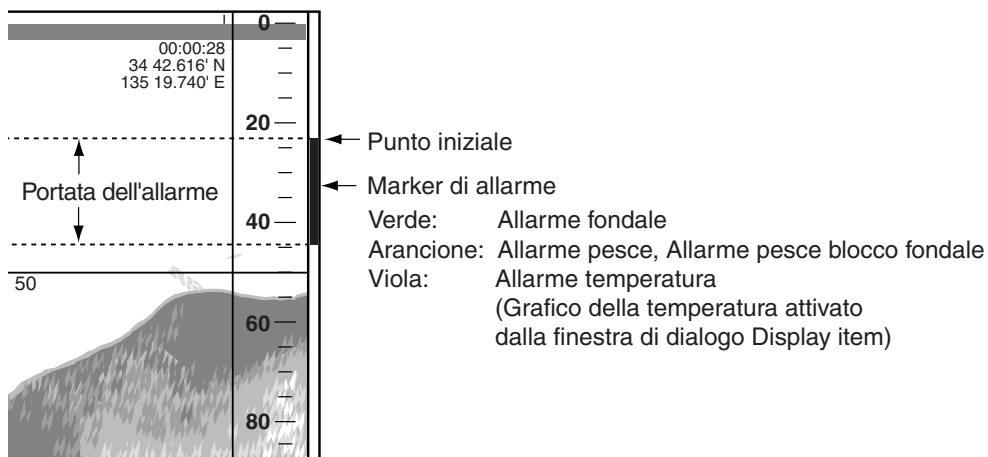 0
00:00:28
34 42.616' N
135 19.740' E
20
Punto iniziale
Portata dell'allarme
Marker di allarme
40
Verde: Allarme fondale
Arancione: Allarme pesce, Allarme pesce blocco fondale
50
Viola: Allarme temperatura
(Grafico della temperatura attivato
60
dalla finestra di dialogo Display item)
80